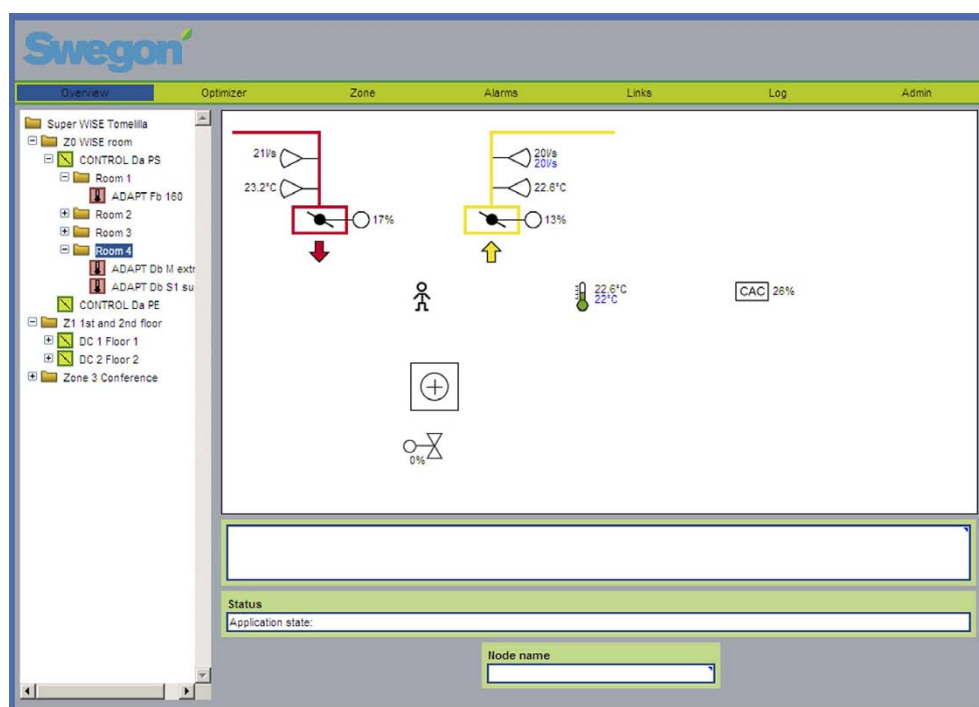 Swegon
Overview Optimizer Zone Alarms Links Log Admin
Super WISE Tomelilla
Z0 WISE room
CONTROL Da PS
Room 1
ADAPT Fb 160
Room 2
Room 3
Room 4
ADAPT Db M extr
ADAPT Db S1 su
CONTROL Da PE
Z1 1st and 2nd floor
DC 1 Floor 1
DC 2 Floor 2
Zone 3 Conference
21l/s
23.2°C
17%
20l/s
20l/s
22.6°C
13%
22.6°C
22°C
CAC 26%
0%
Status
Application state:
Node name